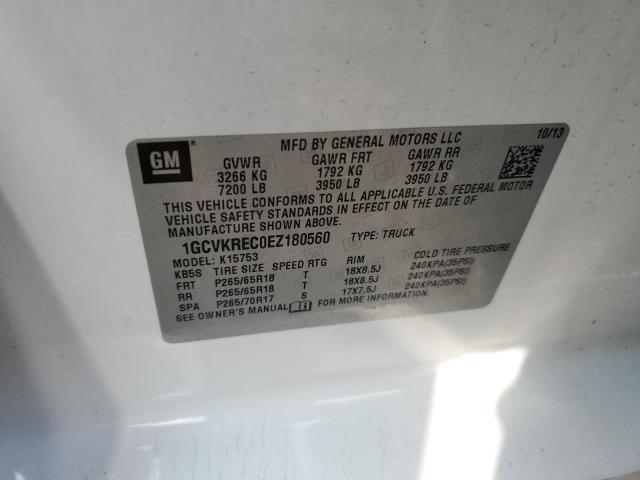 GM
MFD BY GENERAL MOTORS LLC 10/13
GVWR GAWR FRT GAWR RR
3266 KG 1792 KG 1792 KG
7200 LB 3950 LB 3950 LB
THIS VEHICLE CONFORMS TO ALL APPLICABLE U.S. FEDERAL MOTOR
VEHICLE SAFETY STANDARDS IN EFFECT ON THE DATE OF
MANUFACTURE SHOWN ABOVE.
1GCVKREC0EZ180560 TYPE: TRUCK
MODEL: K15753
KB5S TIRE SIZE SPEED RTG RIM COLD TIRE PRESSURE
FRT P265/65R18 T 18X8.5J 240KPA(35PSI)
RR P265/65R18 T 18X8.5J 240KPA(35PSI)
SPA P265/70R17 S 17X7.5J 240KPA(35PSI)
SEE OWNER'S MANUAL FOR MORE INFORMATION.